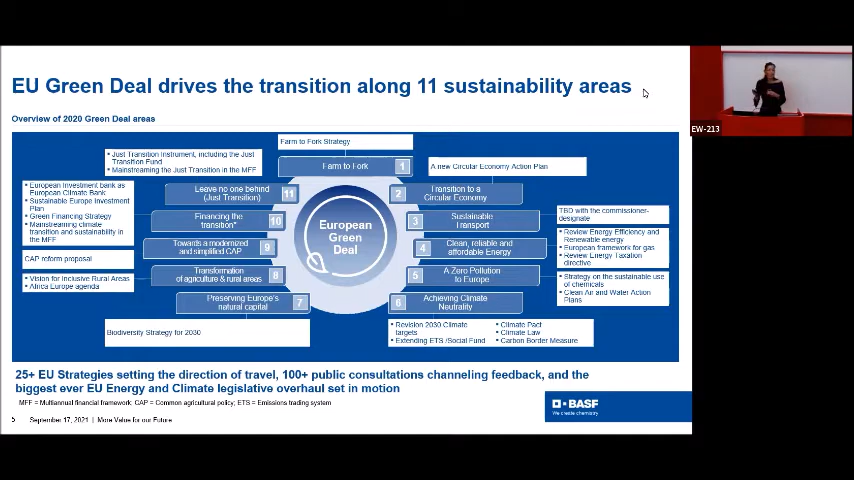 EU Green Deal drives the transition along 11 sustainability areas
EW-213
Overview of 2020 Green Deal areas
Farm to Fork Strategy
Farm to Fork 1
▪ Just Transition Instrument, including the Just
Transition Fund
▪ Mainstreaming the Just Transition in the MFF
A new Circular Economy Action Plan
Leave no one behind
(Just Transition)
11
2
Transition to a
Circular Economy
▪ European Investment bank as
European Climate Bank
▪ Sustainable Europe Investment
Plan
▪ Green Financing Strategy
▪ Mainstreaming climate
transition and sustainability in
the MFF
Financing the
transition*
10
3
Sustainable
Transport
TBD with the commissioner-
designate
European
Green
Deal
Towards a modernized
and simplified CAP
9
4
Clean, reliable and
affordable Energy
▪ Review Energy Efficiency and
Renewable energy
▪ European framework for gas
▪ Review Energy Taxation
directive
CAP reform proposal
Transformation
of agriculture & rural areas
8
5
A Zero Pollution
to Europe
▪ Vision for Inclusive Rural Areas
▪ Africa Europe agenda
▪ Strategy on the sustainable use
of chemicals
▪ Clean Air and Water Action
Plans
Preserving Europe's
natural capital
7
6
Achieving Climate
Neutrality
Biodiversity Strategy for 2030
▪ Revision 2030 Climate
targets
▪ Extending ETS /Social Fund
▪ Climate Pact
▪ Climate Law
▪ Carbon Border Measure
25+ EU Strategies setting the direction of travel, 100+ public consultations channeling feedback, and the
biggest ever EU Energy and Climate legislative overhaul set in motion
MFF = Multiannual financial framework; CAP = Common agricultural policy; ETS = Emissions trading system
5 September 17, 2021 | More Value for our Future
BASF
We create chemistry